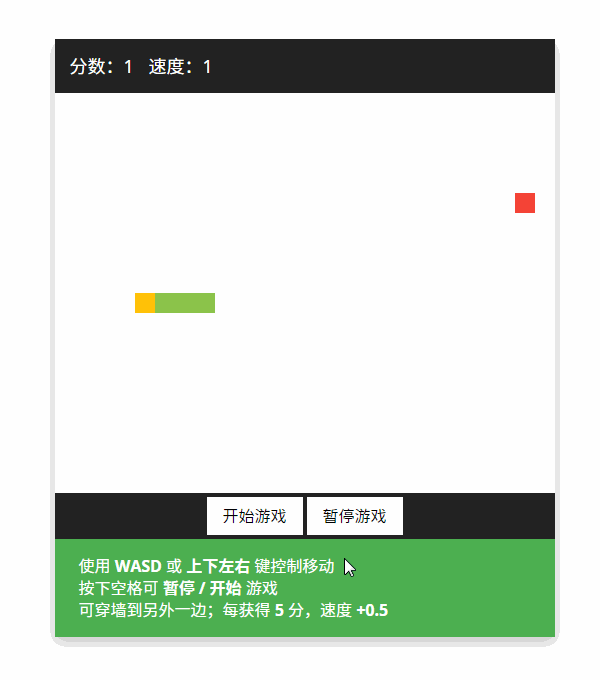 分数：1 速度：1
开始游戏 暂停游戏
使用 WASD 或 上下左右 键控制移动
按下空格可 暂停 / 开始 游戏
可穿墙到另外一边；每获得 5 分，速度 +0.5